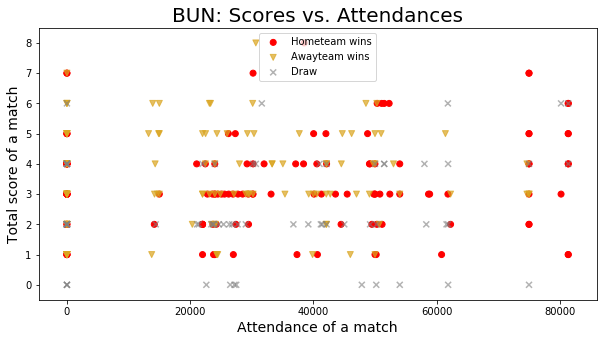 BUN: Scores vs. Attendances
Hometeam wins
Awayteam wins
Draw
Total score of a match
8
7
6
5
4
3
2
1
0
0
20000
40000
60000
80000
Attendance of a match